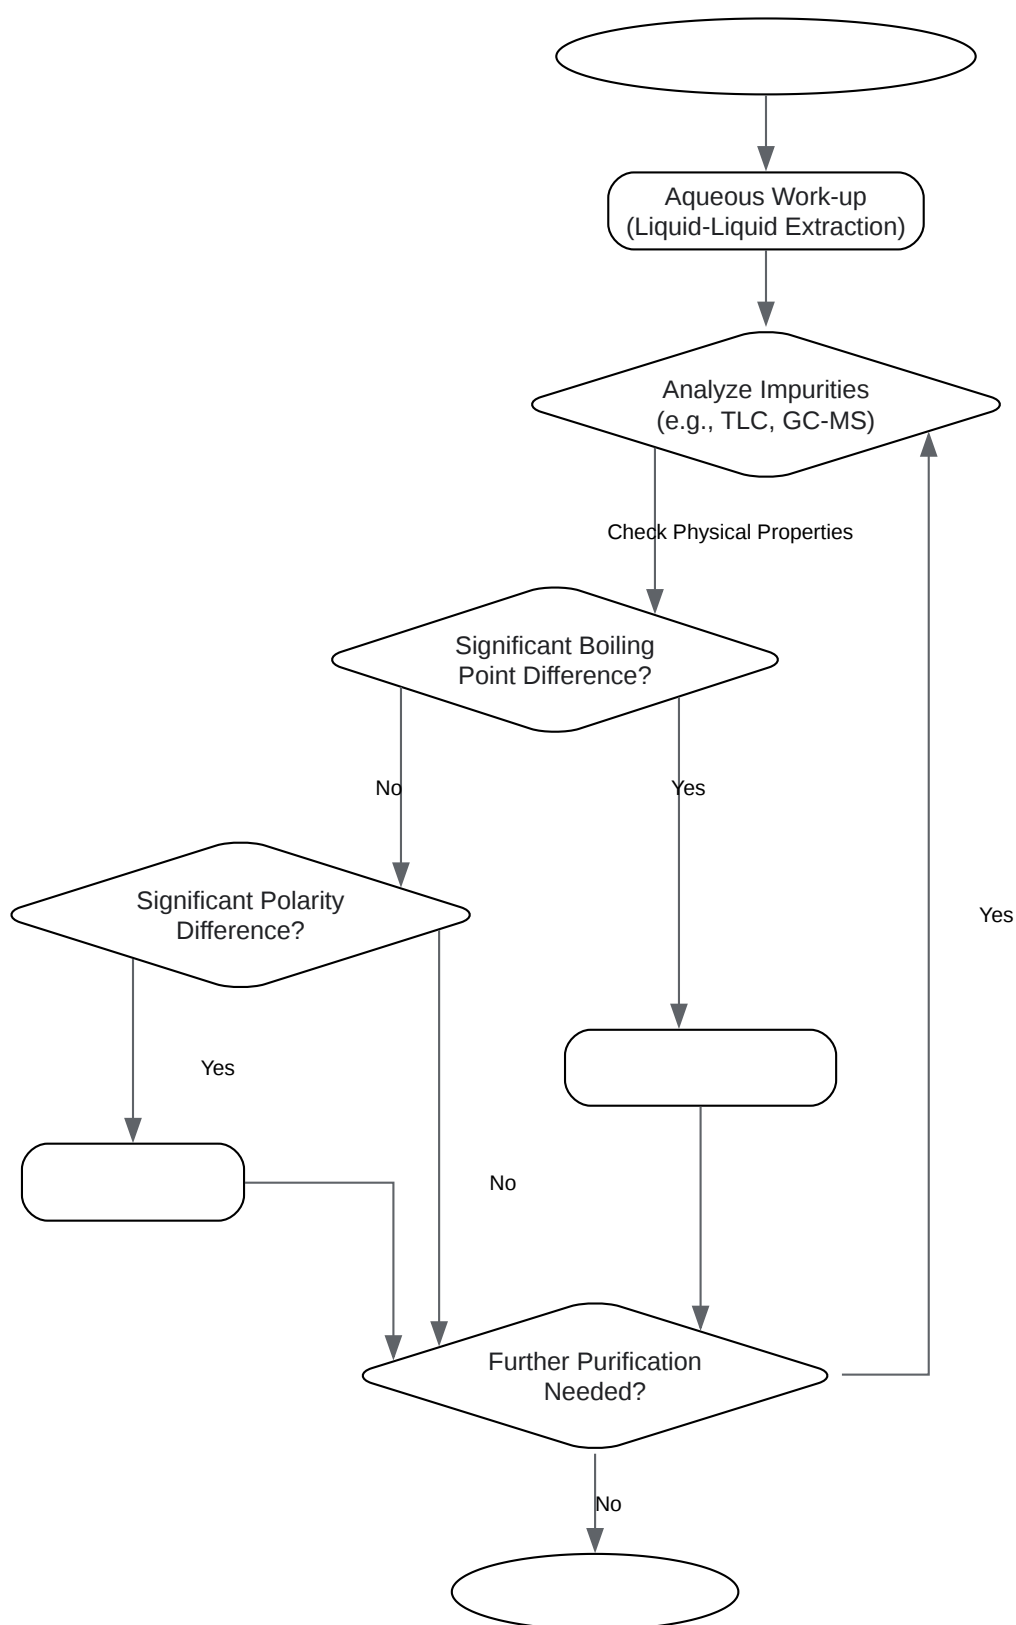 Aqueous Work-up
(Liquid-Liquid Extraction)
Analyze Impurities
(e.g., TLC, GC-MS)
Check Physical Properties
Significant Boiling
Point Difference?
No
Yes
Significant Polarity
Difference?
Yes
Yes
No
Further Purification
Needed?
No